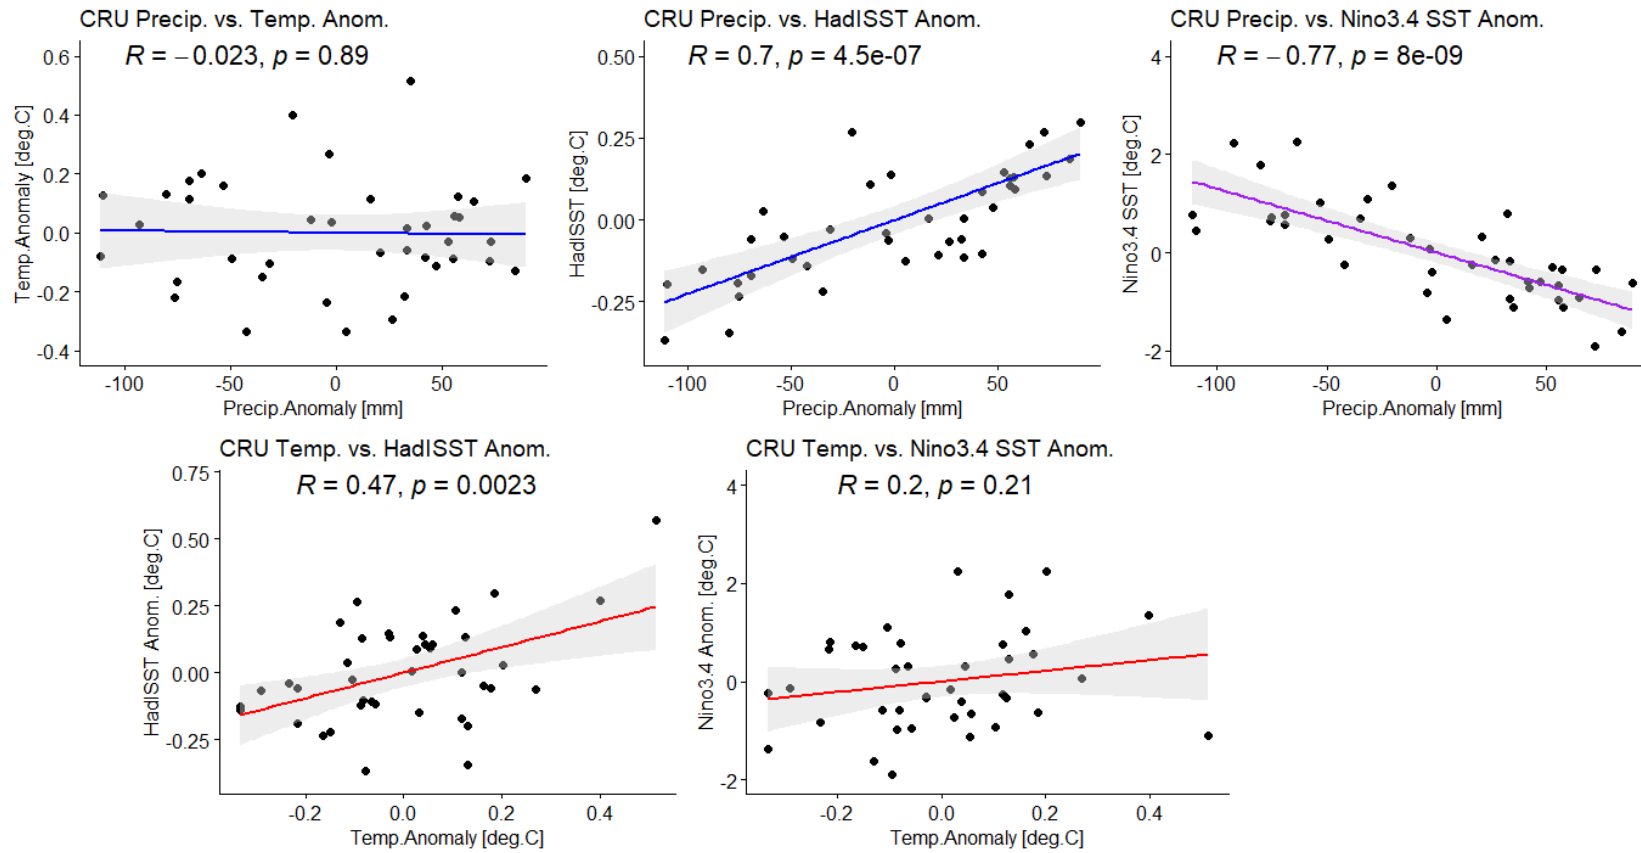 CRU Precip. vs. Temp. Anom.
R = −0.023, p = 0.89
Temp.Anomaly [deg.C]
0.6
0.4
0.2
0.0
-0.2
-0.4
-100 -50 0 50
Precip.Anomaly [mm]
CRU Precip. vs. HadISST Anom.
R = 0.7, p = 4.5e-07
HadISST [deg.C]
0.50
0.25
0.00
-0.25
-100 -50 0 50
Precip.Anomaly [mm]
CRU Precip. vs. Nino3.4 SST Anom.
R = −0.77, p = 8e-09
Nino3.4 SST [deg.C]
4
2
0
-2
-100 -50 0 50
Precip.Anomaly [mm]
CRU Temp. vs. HadISST Anom.
R = 0.47, p = 0.0023
HadISST Anom. [deg.C]
0.75
0.50
0.25
0.00
-0.25
-0.2 0.0 0.2 0.4
Temp.Anomaly [deg.C]
CRU Temp. vs. Nino3.4 SST Anom.
R = 0.2, p = 0.21
Nino3.4 Anom. [deg.C]
4
2
0
-2
-0.2 0.0 0.2 0.4
Temp.Anomaly [deg.C]